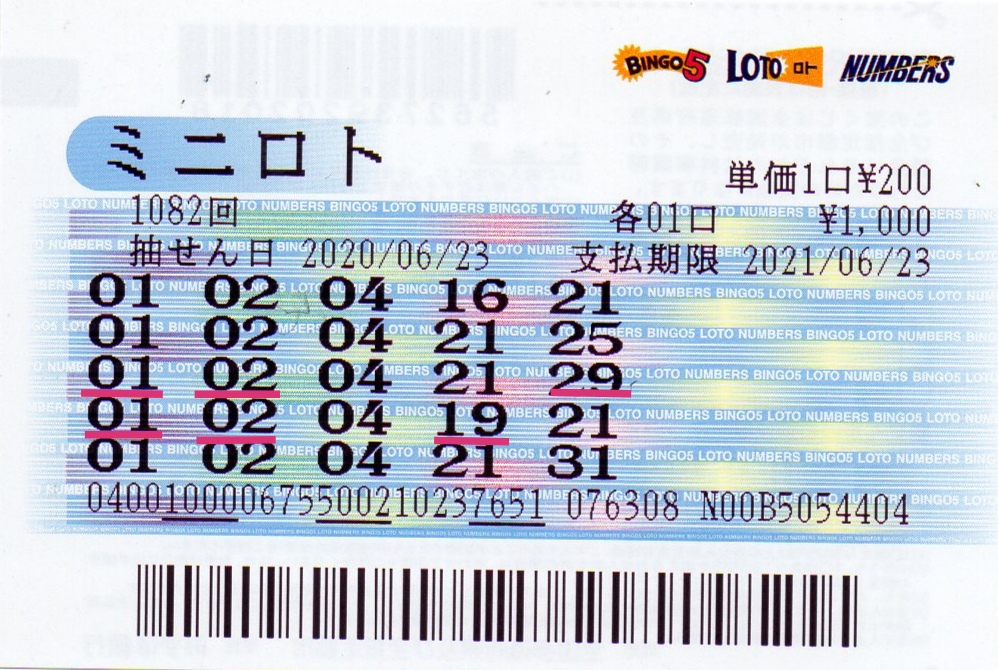 BINGO5 LOTO ロト NUMBERS
ミニロト
単価1口¥200
1082回 各01口 ¥1,000
抽せん日 2020/06/23 支払期限 2021/06/23
01 02 04 16 21
01 02 04 21 25
01 02 04 21 29
01 02 04 19 21
01 02 04 21 31
040010000675500210237651 076308 N00B5054404